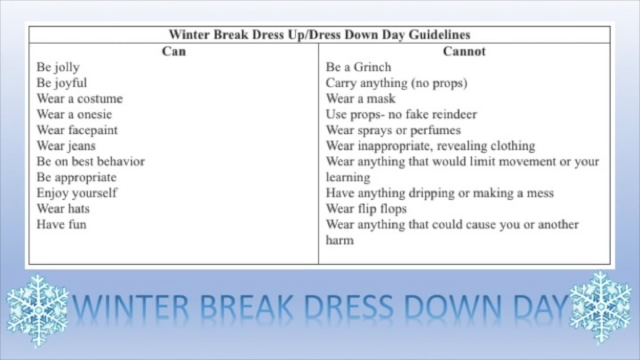 Winter Break Dress Up/Dress Down Day Guidelines
Can
Be jolly
Be joyful
Wear a costume
Wear a onesie
Wear facepaint
Wear jeans
Be on best behavior
Be appropriate
Enjoy yourself
Wear hats
Have fun
Cannot
Be a Grinch
Carry anything (no props)
Wear a mask
Use props- no fake reindeer
Wear sprays or perfumes
Wear inappropriate, revealing clothing
Wear anything that would limit movement or your
learning
Have anything dripping or making a mess
Wear flip flops
Wear anything that could cause you or another
harm
WINTER BREAK DRESS DOWN DAY